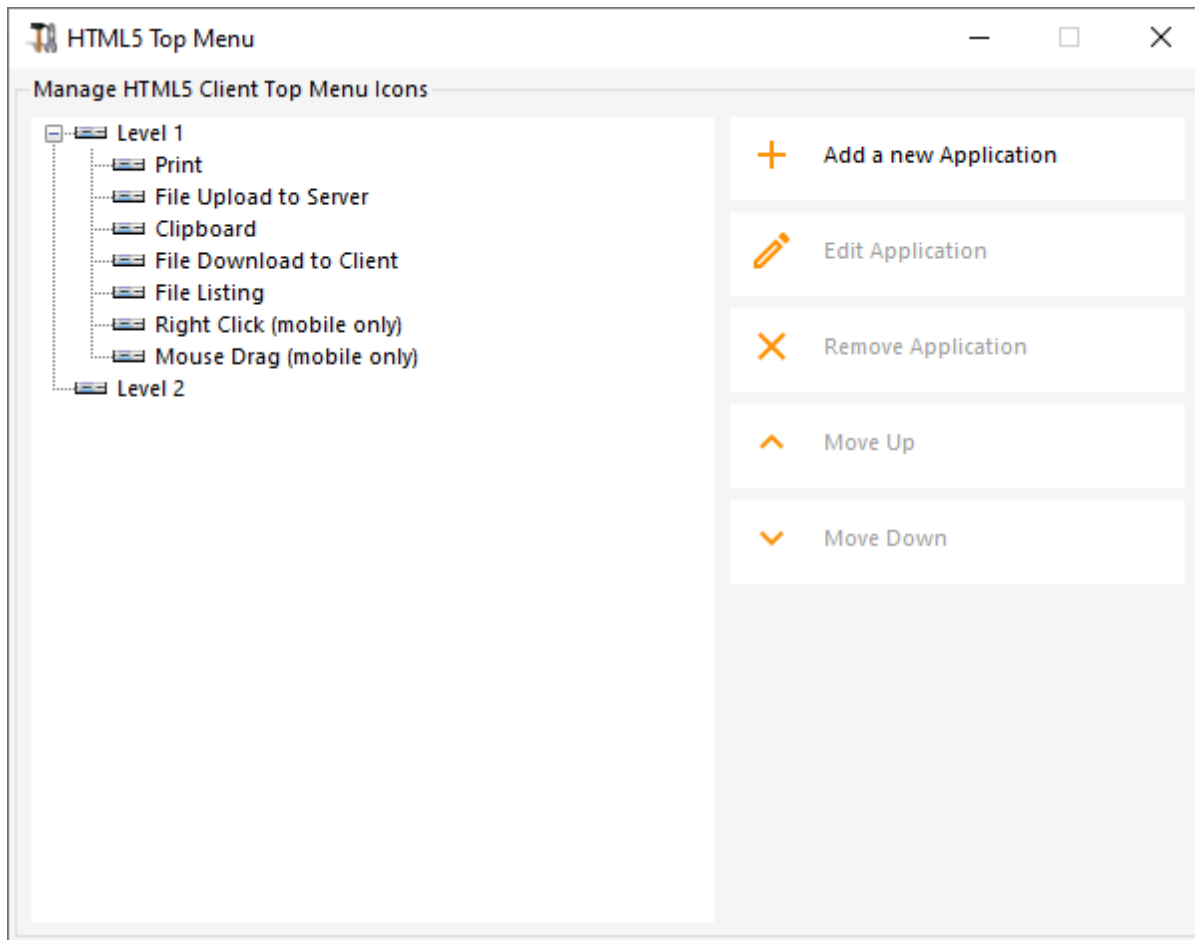 HTML5 Top Menu
Manage HTML5 Client Top Menu Icons
Level 1
Print
File Upload to Server
Clipboard
File Download to Client
File Listing
Right Click (mobile only)
Mouse Drag (mobile only)
Level 2
Add a new Application
Edit Application
Remove Application
Move Up
Move Down